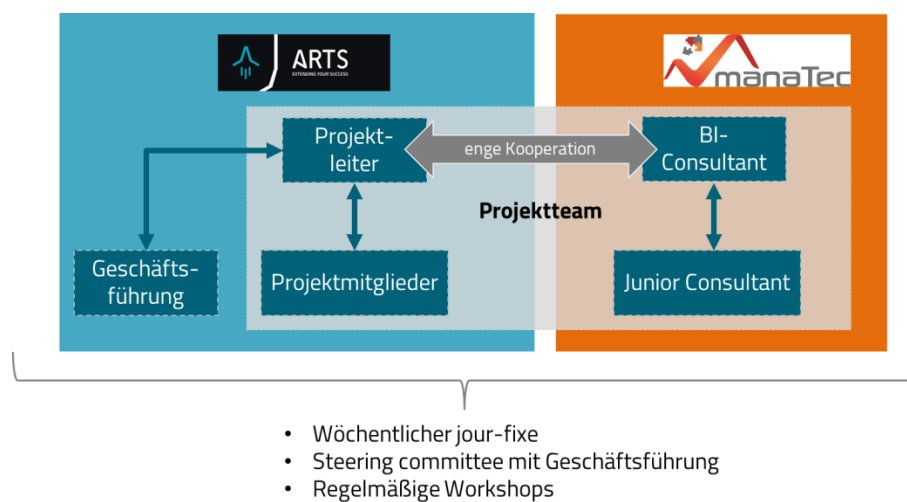 ARTS
EXTENDING YOUR SUCCESS
manaTec
Projekt-
leiter
enge Kooperation
BI-
Consultant
Projektteam
Geschäfts-
führung
Projektmitglieder
Junior Consultant
• Wöchentlicher jour-fixe
• Steering committee mit Geschäftsführung
• Regelmäßige Workshops